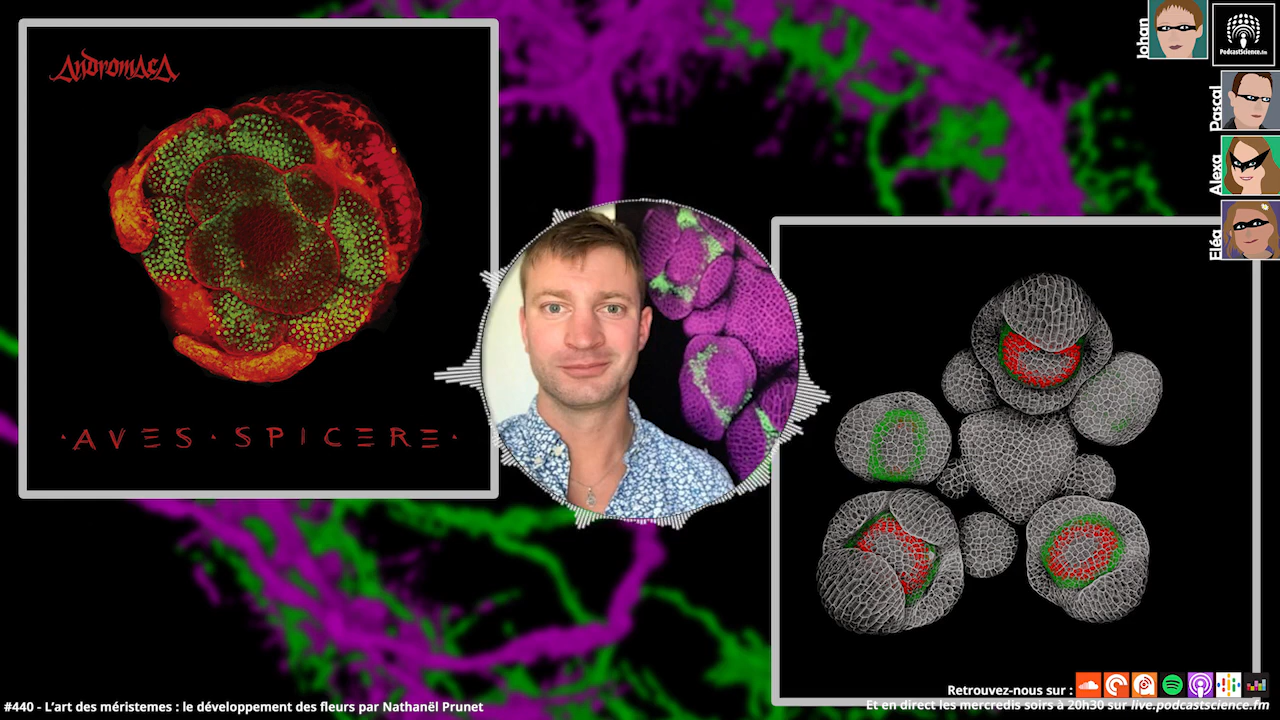 AndromacA
·AVES·SPICERE·
Johan
PodcastScience.fm
Pascal
Alexa
Eléa
Retrouvez-nous sur :
#440 - L’art des méristemes : le développement des fleurs par Nathanël Prunet
Et en direct les mercredis soirs à 20h30 sur live.podcastscience.fm